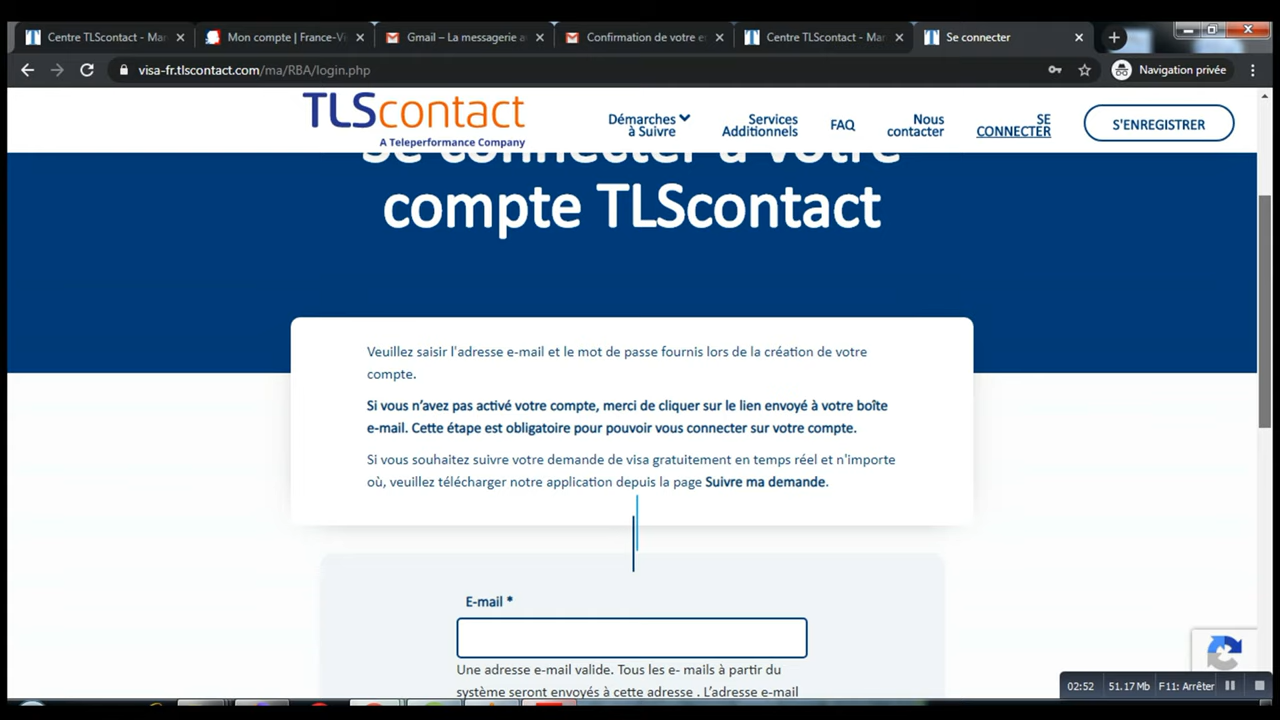 Centre TLScontact - Mar
Mon compte | France-Vi
Gmail – La messagerie a
Confirmation de votre e
Centre TLScontact - Mar
Se connecter
visa-fr.tlscontact.com/ma/RBA/login.php
Navigation privée
TLScontact
A Teleperformance Company
Démarches
à Suivre
Services
Additionnels
FAQ
Nous
contacter
SE
CONNECTER
S'ENREGISTRER
Se connecter à votre
compte TLScontact
Veuillez saisir l'adresse e-mail et le mot de passe fournis lors de la création de votre
compte.
Si vous n'avez pas activé votre compte, merci de cliquer sur le lien envoyé à votre boîte
e-mail. Cette étape est obligatoire pour pouvoir vous connecter sur votre compte.
Si vous souhaitez suivre votre demande de visa gratuitement en temps réel et n'importe
où, veuillez télécharger notre application depuis la page Suivre ma demande.
E-mail *
Une adresse e-mail valide. Tous les e- mails à partir du
système seront envoyés à cette adresse . L'adresse e-mail
02:52 51.17 Mb F11: Arrêter